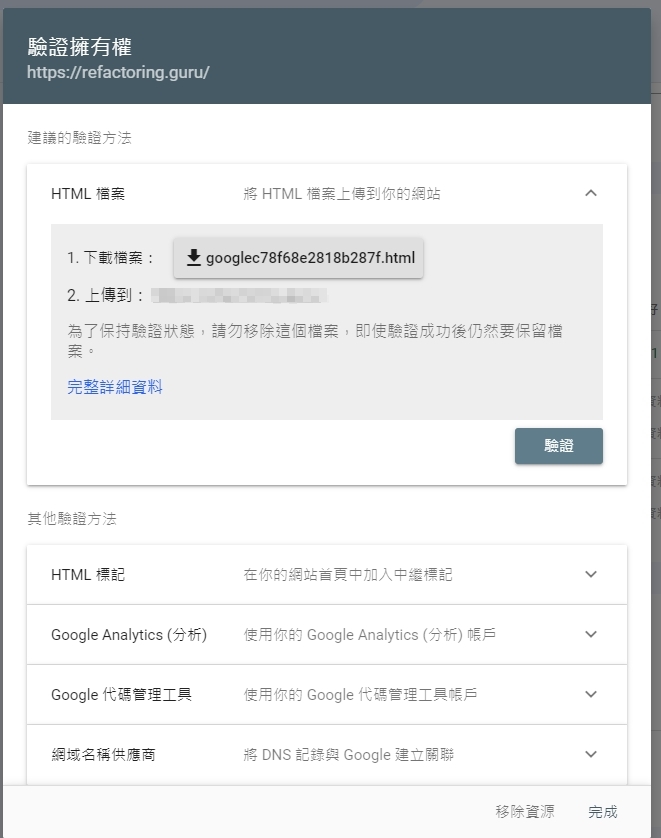 驗證擁有權
https://refactoring.guru/
建議的驗證方法
HTML 檔案 將 HTML 檔案上傳到你的網站
1. 下載檔案： googlec78f68e2818b287f.html
2. 上傳到：
為了保持驗證狀態，請勿移除這個檔案，即使驗證成功後仍然要保留檔
案。
完整詳細資料
驗證
其他驗證方法
HTML 標記 在你的網站首頁中加入中繼標記
Google Analytics (分析) 使用你的 Google Analytics (分析) 帳戶
Google 代碼管理工具 使用你的 Google 代碼管理工具帳戶
網域名稱供應商 將 DNS 記錄與 Google 建立關聯
移除資源 完成